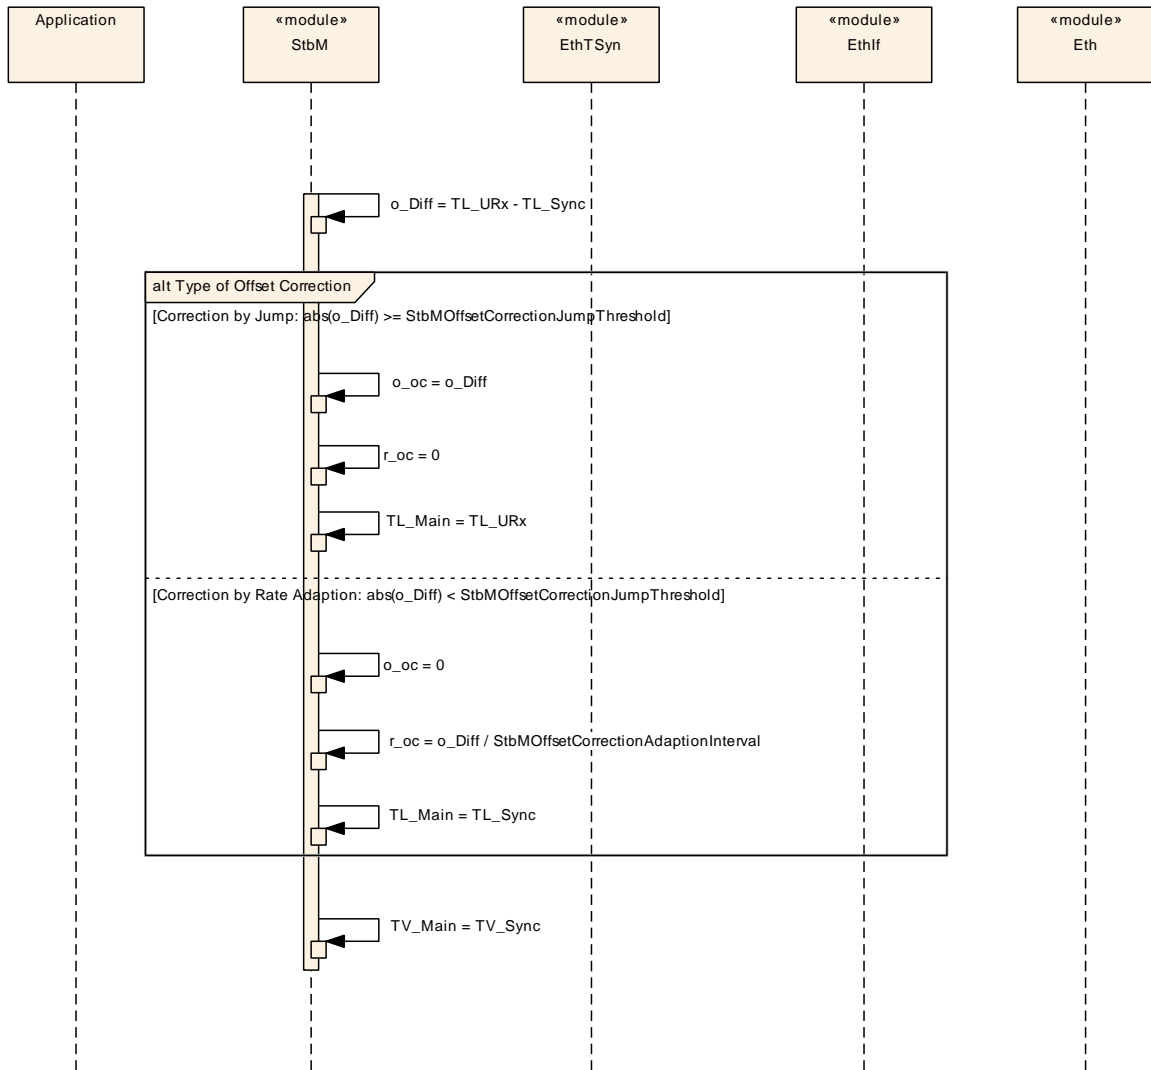 Application
«module»
StbM
«module»
EthTSyn
«module»
EthIf
«module»
Eth
o_Diff = TL_URx - TL_Sync
alt Type of Offset Correction
[Correction by Jump: abs(o_Diff) >= StbMOffsetCorrectionJumpThreshold]
o_oc = o_Diff
r_oc = 0
TL_Main = TL_URx
[Correction by Rate Adaption: abs(o_Diff) < StbMOffsetCorrectionJumpThreshold]
o_oc = 0
r_oc = o_Diff / StbMOffsetCorrectionAdaptionInterval
TL_Main = TL_Sync
TV_Main = TV_Sync